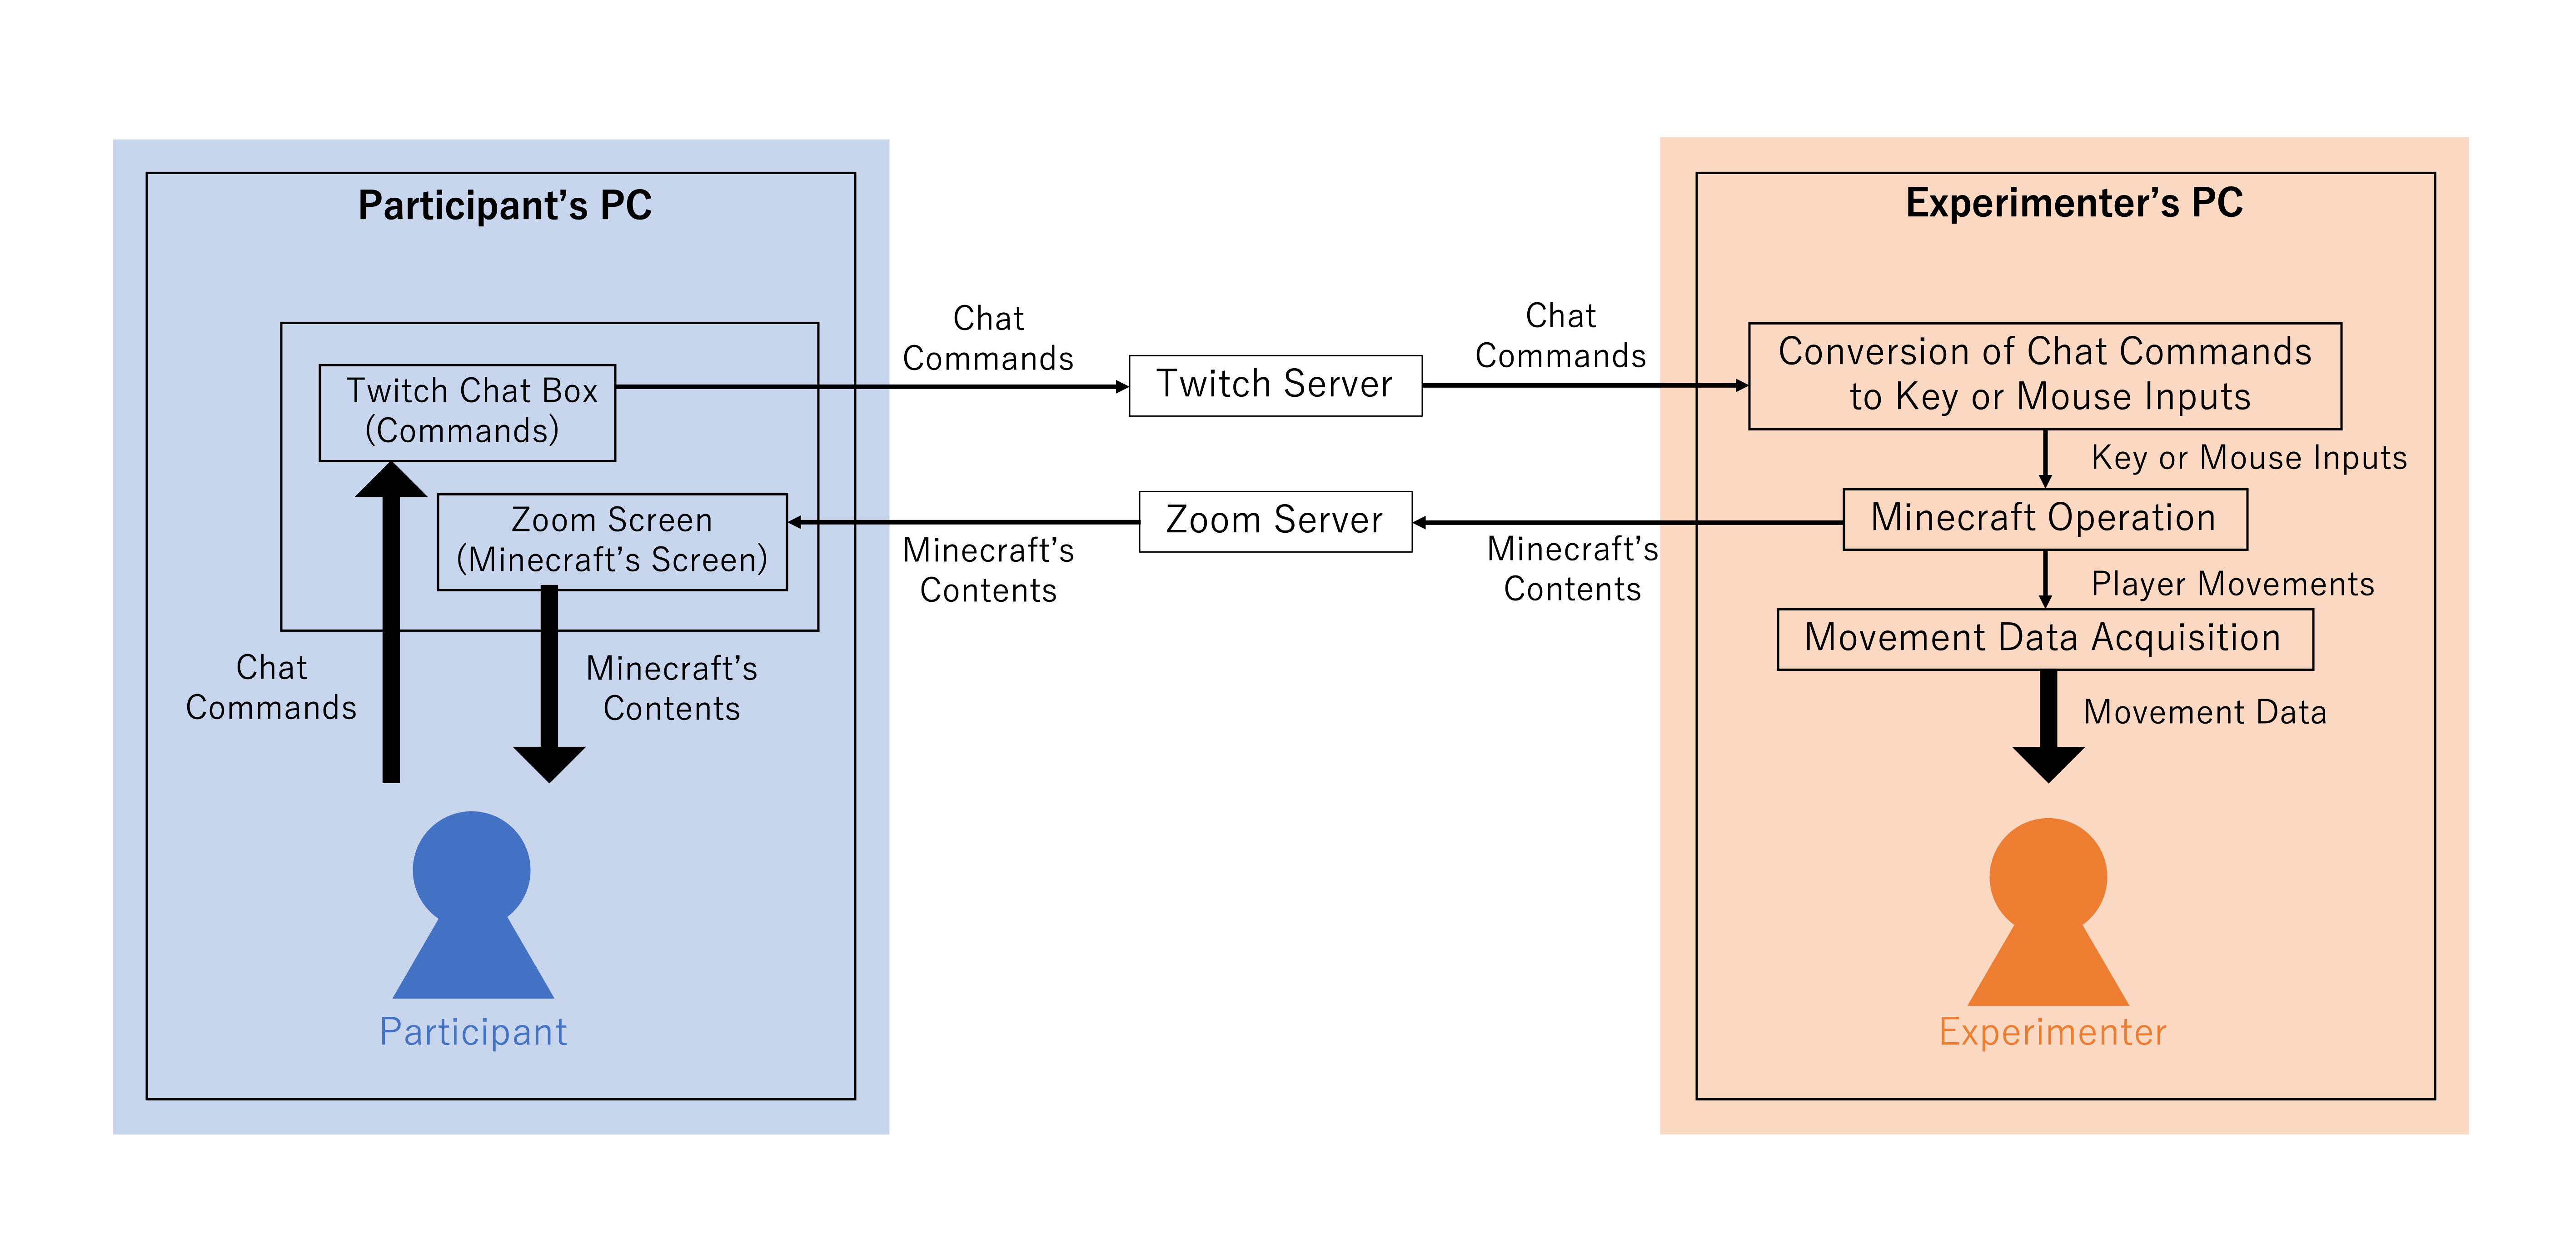 Participant’s PC
Twitch Chat Box
(Commands)
Zoom Screen
(Minecraft’s Screen)
Chat
Commands
Minecraft’s
Contents
Participant
Chat
Commands
Twitch Server
Chat
Commands
Minecraft’s
Contents
Zoom Server
Minecraft’s
Contents
Experimenter’s PC
Conversion of Chat Commands
to Key or Mouse Inputs
Key or Mouse Inputs
Minecraft Operation
Player Movements
Movement Data Acquisition
Movement Data
Experimenter